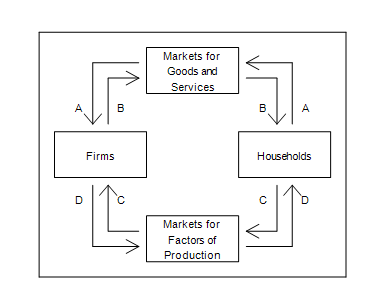 Markets for
Goods and
Services
A B B A
Firms Households
D C C D
Markets for
Factors of
Production